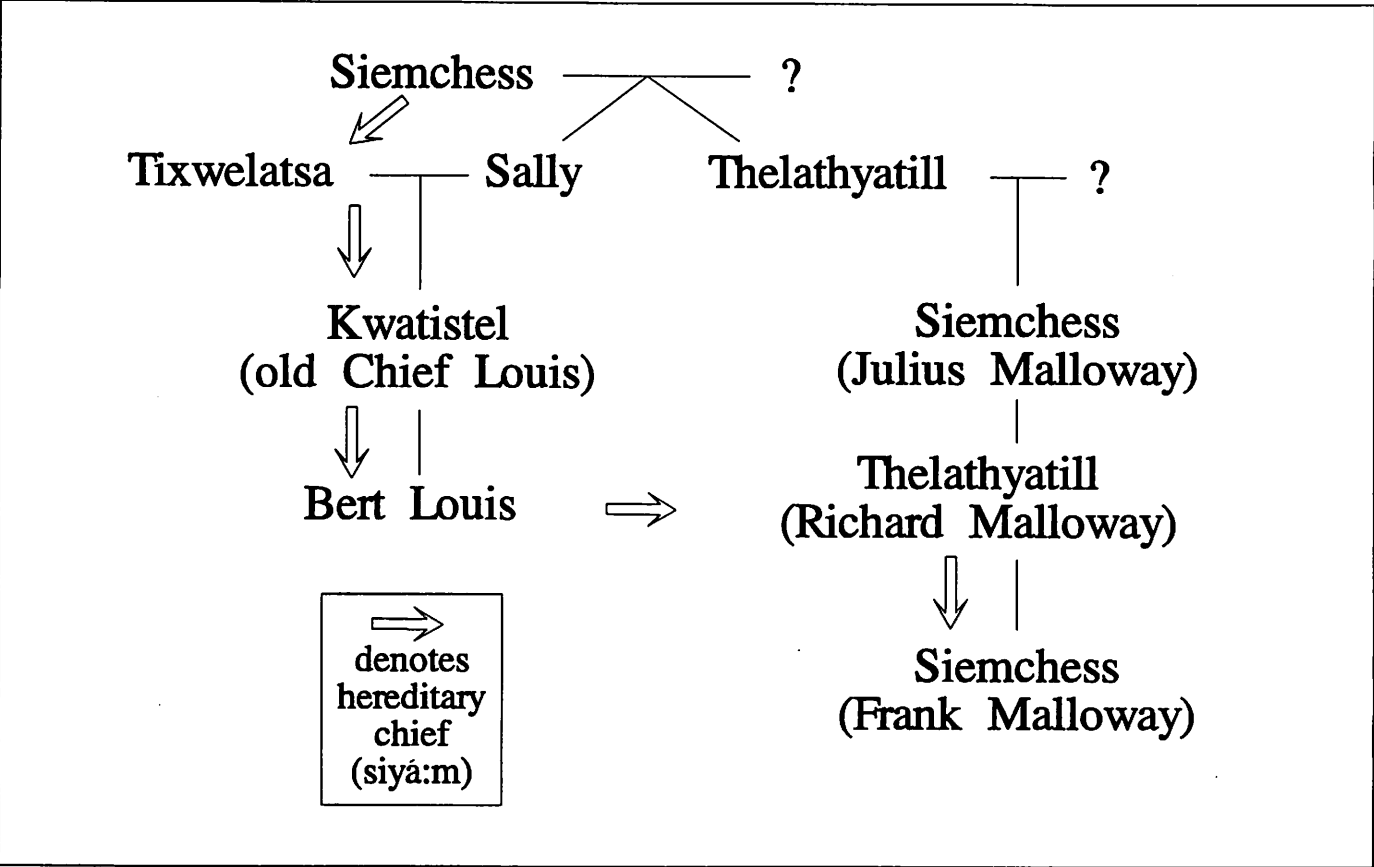 Siemchess ?
Tixwelatsa Sally Thelathyatill ?
Kwatistel
(old Chief Louis)
Siemchess
(Julius Malloway)
Bert Louis
Thelathyatill
(Richard Malloway)
Siemchess
(Frank Malloway)
denotes
hereditary
chief
(siyá:m)